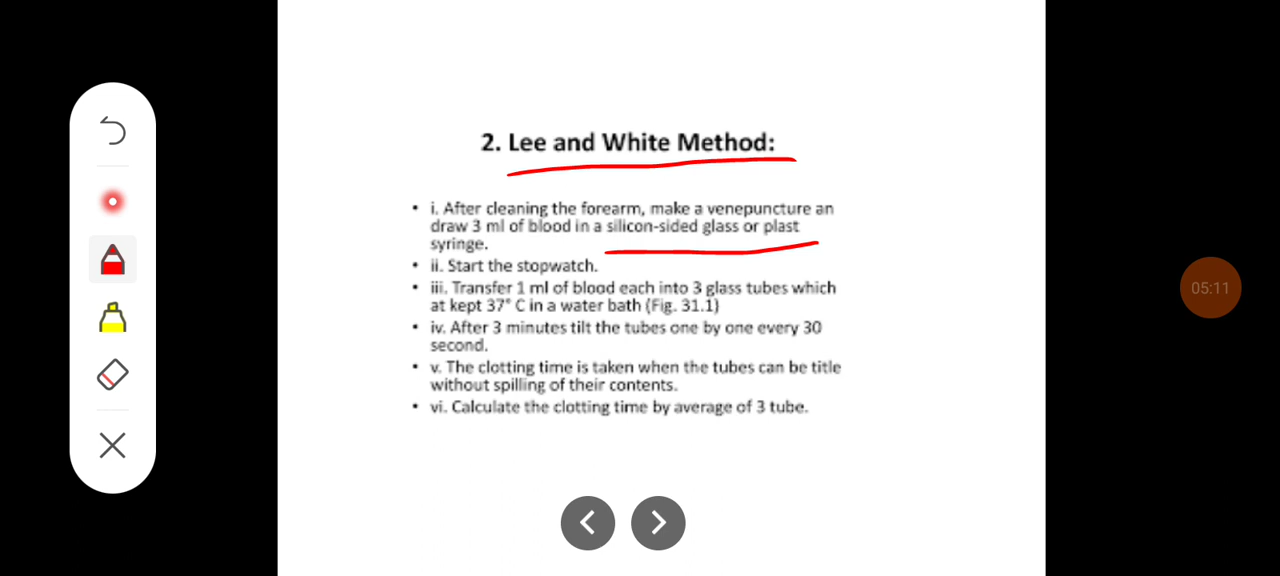 2. Lee and White Method:
• i. After cleaning the forearm, make a venepuncture an
draw 3 ml of blood in a silicon-sided glass or plast
syringe.
• ii. Start the stopwatch.
• iii. Transfer 1 ml of blood each into 3 glass tubes which
at kept 37° C in a water bath (Fig. 31.1)
• iv. After 3 minutes tilt the tubes one by one every 30
second.
• v. The clotting time is taken when the tubes can be title
without spilling of their contents.
• vi. Calculate the clotting time by average of 3 tube.
05:11